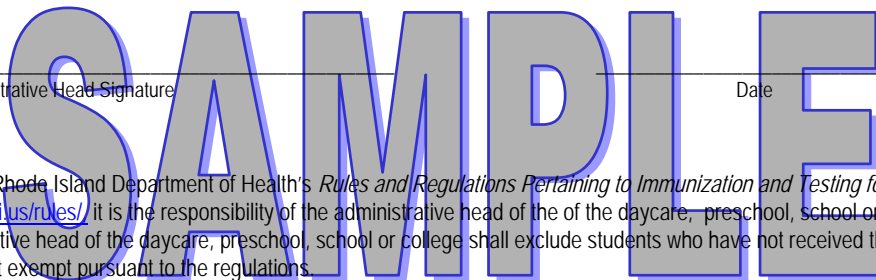 SAMPLE
trative Head Signature Date
Rhode Island Department of Health's Rules and Regulations Pertaining to Immunization and Testing fo
i.us/rules/ it is the responsibility of the administrative head of the of the daycare, preschool, school or
tive head of the daycare, preschool, school or college shall exclude students who have not received th
t exempt pursuant to the regulations.